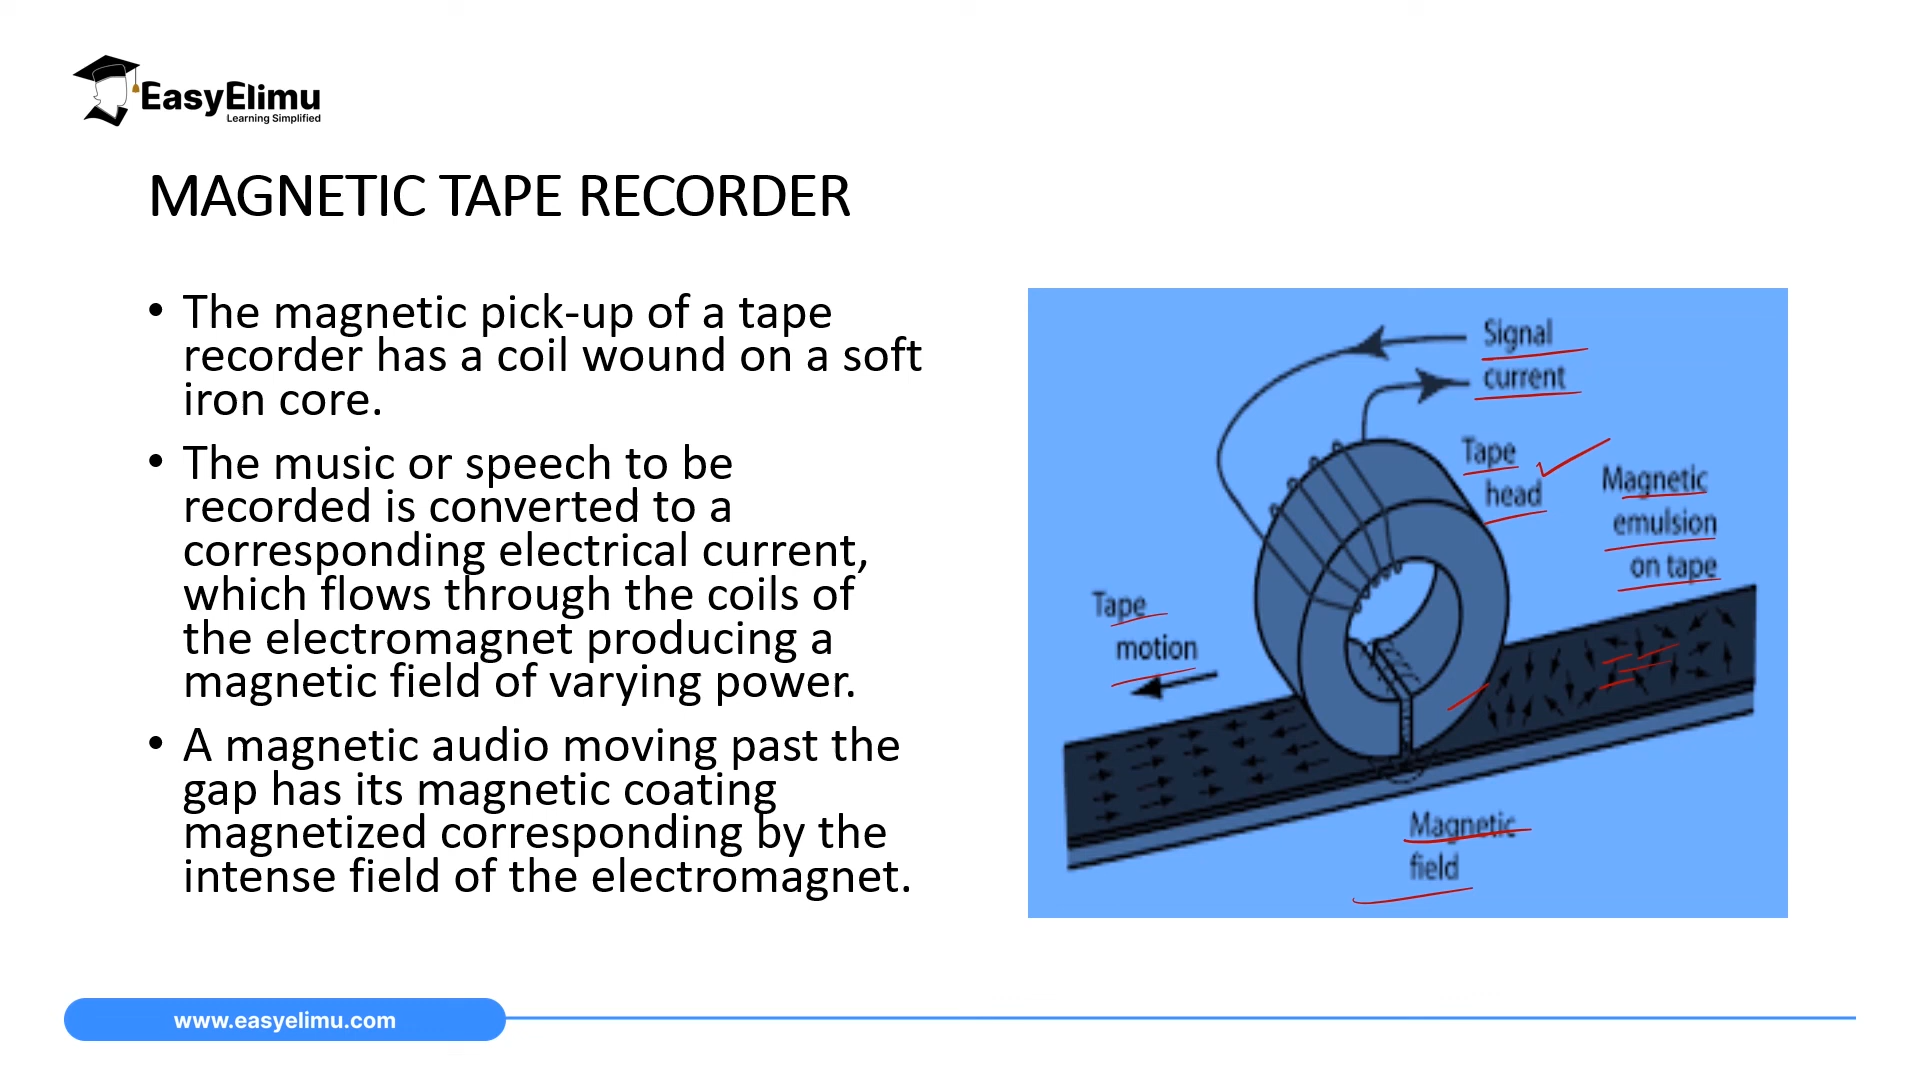 EasyElimu
Learning Simplified
MAGNETIC TAPE RECORDER
• The magnetic pick-up of a tape
recorder has a coil wound on a soft
iron core.
• The music or speech to be
recorded is converted to a
corresponding electrical current,
which flows through the coils of
the electromagnet producing a
magnetic field of varying power.
• A magnetic audio moving past the
gap has its magnetic coating
magnetized corresponding by the
intense field of the electromagnet.
Signal
current
Tape
head
Magnetic
emulsion
on tape
Tape
motion
Magnetic
field
www.easyelimu.com